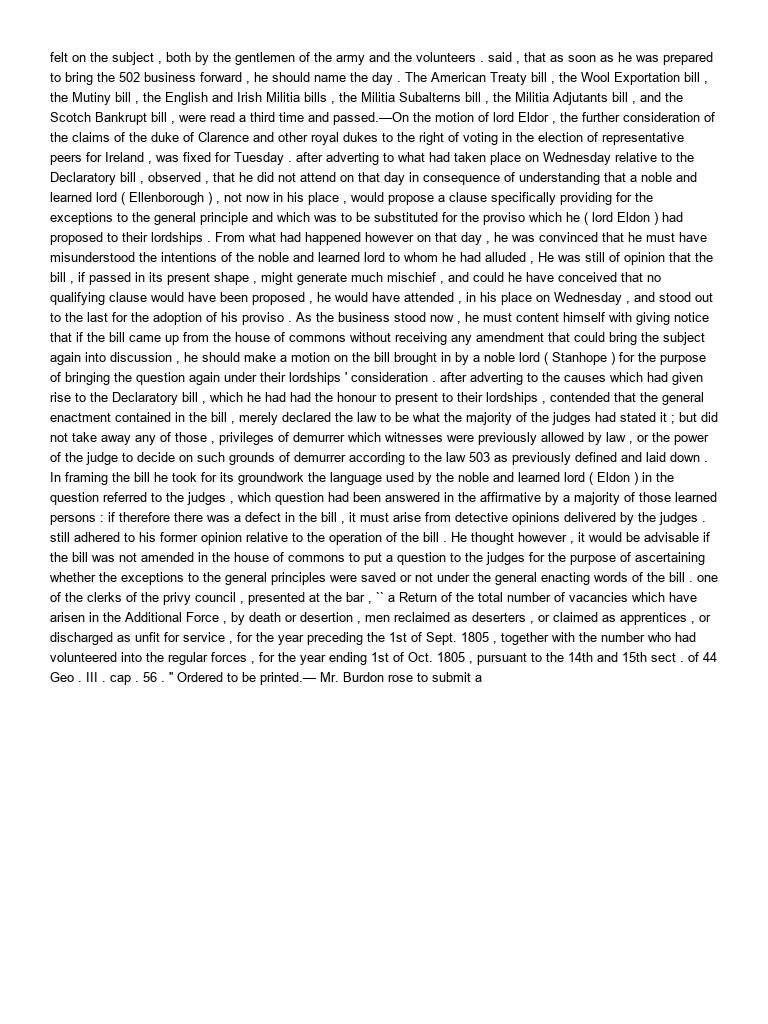 felt on the subject , both by the gentlemen of the army and the volunteers . said , that as soon as he was prepared
to bring the 502 business forward , he should name the day . The American Treaty bill , the Wool Exportation bill ,
the Mutiny bill , the English and Irish Militia bills , the Militia Subalterns bill , the Militia Adjutants bill , and the
Scotch Bankrupt bill , were read a third time and passed.—On the motion of lord Eldor , the further consideration of
the claims of the duke of Clarence and other royal dukes to the right of voting in the election of representative
peers for Ireland , was fixed for Tuesday . after adverting to what had taken place on Wednesday relative to the
Declaratory bill , observed , that he did not attend on that day in consequence of understanding that a noble and
learned lord ( Ellenborough ) , not now in his place , would propose a clause specifically providing for the
exceptions to the general principle and which was to be substituted for the proviso which he ( lord Eldon ) had
proposed to their lordships . From what had happened however on that day , he was convinced that he must have
misunderstood the intentions of the noble and learned lord to whom he had alluded , He was still of opinion that the
bill , if passed in its present shape , might generate much mischief , and could he have conceived that no
qualifying clause would have been proposed , he would have attended , in his place on Wednesday , and stood out
to the last for the adoption of his proviso . As the business stood now , he must content himself with giving notice
that if the bill came up from the house of commons without receiving any amendment that could bring the subject
again into discussion , he should make a motion on the bill brought in by a noble lord ( Stanhope ) for the purpose
of bringing the question again under their lordships ' consideration . after adverting to the causes which had given
rise to the Declaratory bill , which he had had the honour to present to their lordships , contended that the general
enactment contained in the bill , merely declared the law to be what the majority of the judges had stated it ; but did
not take away any of those , privileges of demurrer which witnesses were previously allowed by law , or the power
of the judge to decide on such grounds of demurrer according to the law 503 as previously defined and laid down .
In framing the bill he took for its groundwork the language used by the noble and learned lord ( Eldon ) in the
question referred to the judges , which question had been answered in the affirmative by a majority of those learned
persons : if therefore there was a defect in the bill , it must arise from detective opinions delivered by the judges .
still adhered to his former opinion relative to the operation of the bill . He thought however , it would be advisable if
the bill was not amended in the house of commons to put a question to the judges for the purpose of ascertaining
whether the exceptions to the general principles were saved or not under the general enacting words of the bill . one
of the clerks of the privy council , presented at the bar , `` a Return of the total number of vacancies which have
arisen in the Additional Force , by death or desertion , men reclaimed as deserters , or claimed as apprentices , or
discharged as unfit for service , for the year preceding the 1st of Sept. 1805 , together with the number who had
volunteered into the regular forces , for the year ending 1st of Oct. 1805 , pursuant to the 14th and 15th sect . of 44
Geo . III . cap . 56 . '' Ordered to be printed.— Mr. Burdon rose to submit a